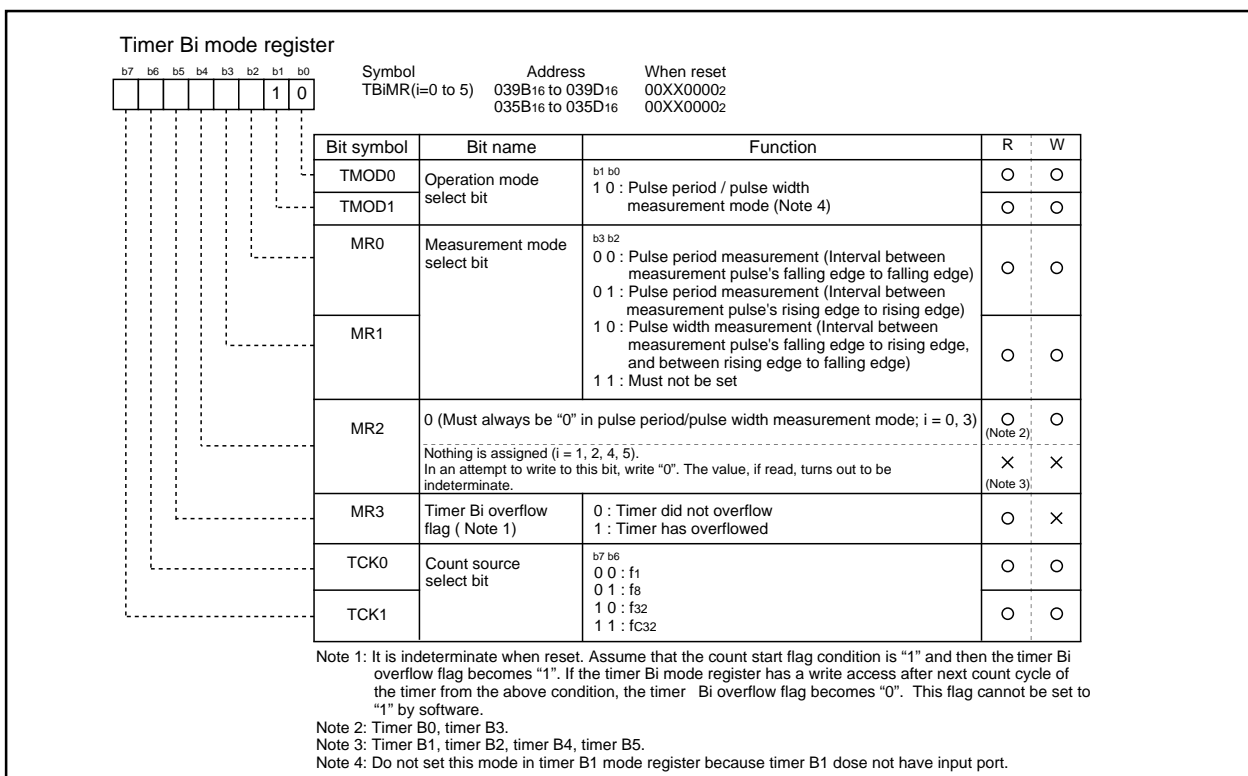 Timer Bi mode register
b7 b6 b5 b4 b3 b2 b1 b0
1 0
Symbol Address When reset
TBiMR(i=0 to 5) 039B16 to 039D16 00XX00002
035B16 to 035D16 00XX00002
Bit symbol Bit name Function R W
TMOD0
TMOD1
Operation mode
select bit
b1 b0
1 0 : Pulse period / pulse width
measurement mode (Note 4)
MR0
MR1
Measurement mode
select bit
b3 b2
0 0 : Pulse period measurement (Interval between
measurement pulse's falling edge to falling edge)
0 1 : Pulse period measurement (Interval between
measurement pulse's rising edge to rising edge)
1 0 : Pulse width measurement (Interval between
measurement pulse's falling edge to rising edge,
and between rising edge to falling edge)
1 1 : Must not be set
MR2
0 (Must always be “0” in pulse period/pulse width measurement mode; i = 0, 3)
(Note 2)
Nothing is assigned (i = 1, 2, 4, 5).
In an attempt to write to this bit, write “0”. The value, if read, turns out to be
indeterminate.
(Note 3)
MR3
Timer Bi overflow
flag ( Note 1)
0 : Timer did not overflow
1 : Timer has overflowed
TCK0
TCK1
Count source
select bit
b7 b6
0 0 : f1
0 1 : f8
1 0 : f32
1 1 : fC32
Note 1: It is indeterminate when reset. Assume that the count start flag condition is “1” and then the timer Bi
overflow flag becomes “1”. If the timer Bi mode register has a write access after next count cycle of
the timer from the above condition, the timer Bi overflow flag becomes “0”. This flag cannot be set to
“1” by software.
Note 2: Timer B0, timer B3.
Note 3: Timer B1, timer B2, timer B4, timer B5.
Note 4: Do not set this mode in timer B1 mode register because timer B1 dose not have input port.